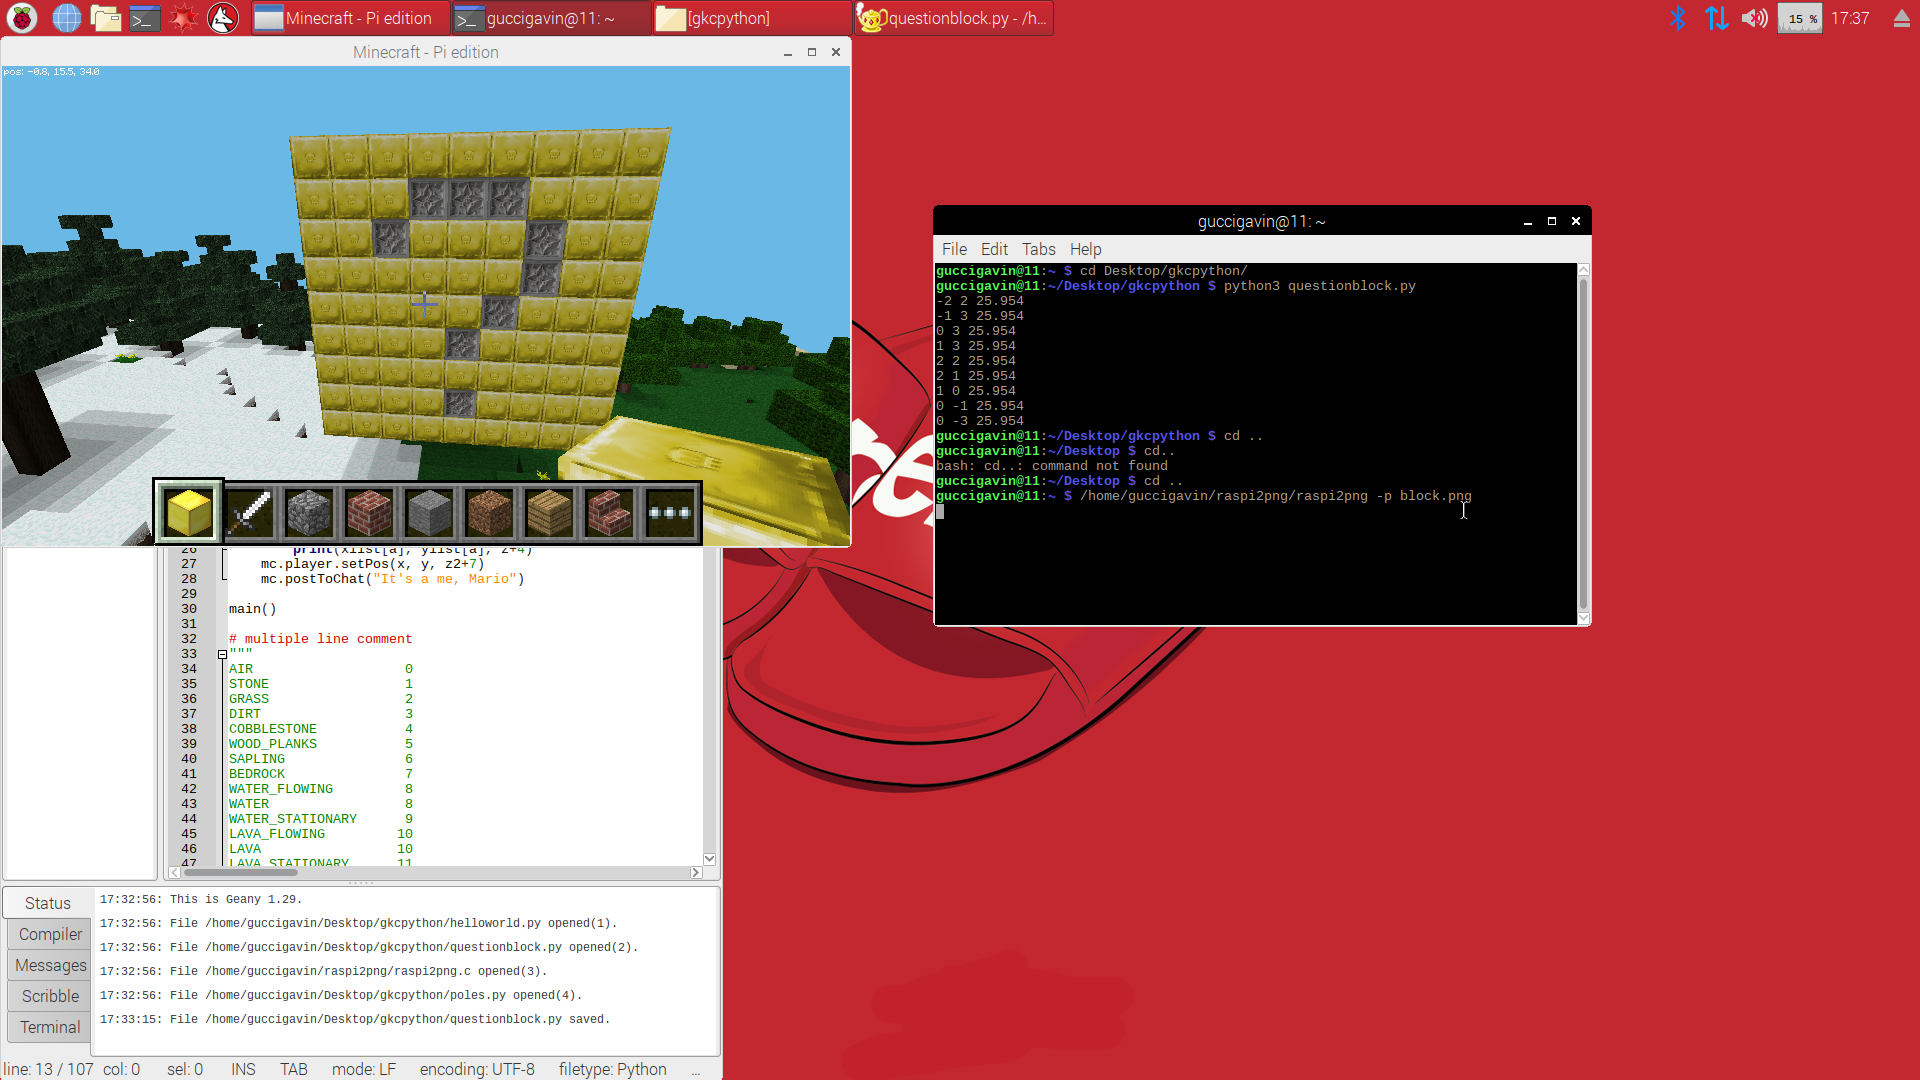 Minecraft - Pi edition
guccigavin@11: ~
[gkcpython]
questionblock.py - /h...
15 %
17:37
Minecraft - Pi edition
pos: -0.8, 15.5, 34.0
guccigavin@11: ~
File Edit Tabs Help
guccigavin@11:~ $ cd Desktop/gkcpython/
guccigavin@11:~/Desktop/gkcpython $ python3 questionblock.py
-2 2 25.954
-1 3 25.954
0 3 25.954
1 3 25.954
2 2 25.954
2 1 25.954
1 0 25.954
0 -1 25.954
0 -3 25.954
guccigavin@11:~/Desktop/gkcpython $ cd ..
guccigavin@11:~/Desktop $ cd..
bash: cd..: command not found
guccigavin@11:~/Desktop $ cd ..
guccigavin@11:~ $ /home/guccigavin/raspi2png/raspi2png -p block.png
26 print(xlist[a], ylist[a], z+4)
27 mc.player.setPos(x, y, z2+7)
28 mc.postToChat("It's a me, Mario")
29
30 main()
31
32 # multiple line comment
33 """
34 AIR 0
35 STONE 1
36 GRASS 2
37 DIRT 3
38 COBBLESTONE 4
39 WOOD_PLANKS 5
40 SAPLING 6
41 BEDROCK 7
42 WATER_FLOWING 8
43 WATER 8
44 WATER_STATIONARY 9
45 LAVA_FLOWING 10
46 LAVA 10
47 LAVA_STATIONARY 11
Status
Compiler
Messages
Scribble
Terminal
17:32:56: This is Geany 1.29.
17:32:56: File /home/guccigavin/Desktop/gkcpython/helloworld.py opened(1).
17:32:56: File /home/guccigavin/Desktop/gkcpython/questionblock.py opened(2).
17:32:56: File /home/guccigavin/raspi2png/raspi2png.c opened(3).
17:32:56: File /home/guccigavin/Desktop/gkcpython/poles.py opened(4).
17:33:15: File /home/guccigavin/Desktop/gkcpython/questionblock.py saved.
line: 13 / 107 col: 0 sel: 0 INS TAB mode: LF encoding: UTF-8 filetype: Python ...